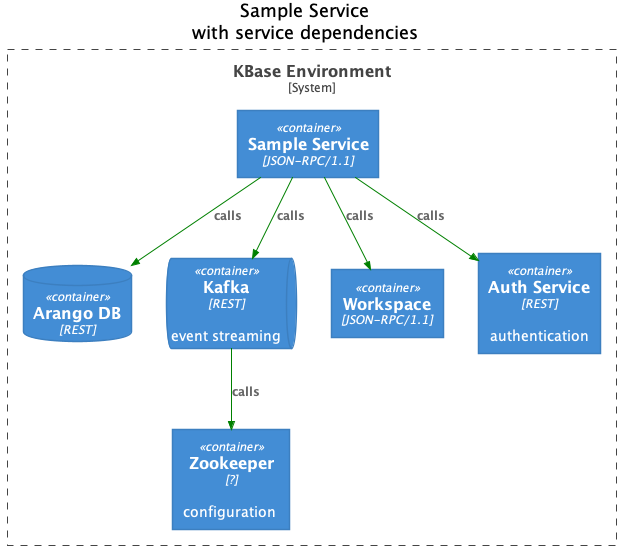 Sample Service
with service dependencies
KBase Environment
[System]
«container»
Sample Service
[JSON-RPC/1.1]
calls
calls
calls
calls
«container»
Arango DB
[REST]
«container»
Kafka
[REST]
event streaming
«container»
Workspace
[JSON-RPC/1.1]
«container»
Auth Service
[REST]
authentication
calls
«container»
Zookeeper
[?]
configuration